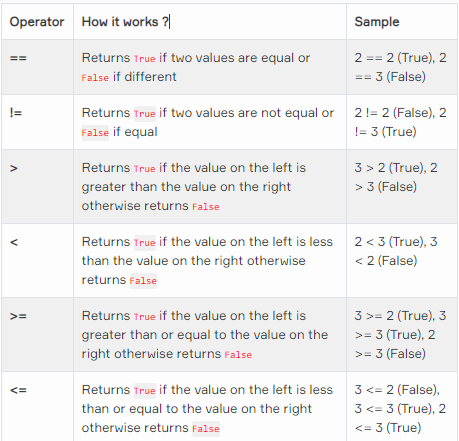 Operator How it works ? Sample
== Returns True if two values are equal or 2 == 2 (True), 2
False if different == 3 (False)
!= Returns True if two values are not equal or 2 != 2 (False), 2
False if equal != 3 (True)
> Returns True if the value on the left is 3 > 2 (True), 2
greater than the value on the right > 3 (False)
otherwise returns False
< Returns True if the value on the left is less 2 < 3 (True), 3
than the value on the right otherwise < 2 (False)
returns False
>= Returns True if the value on the left is 3 >= 2 (True), 3
greater than or equal to the value on the >= 3 (True), 2
right otherwise returns False >= 3 (False)
<= Returns True if the value on the left is less 3 <= 2 (False),
than or equal to the value on the right 3 <= 3 (True), 2
otherwise returns False <= 3 (True)